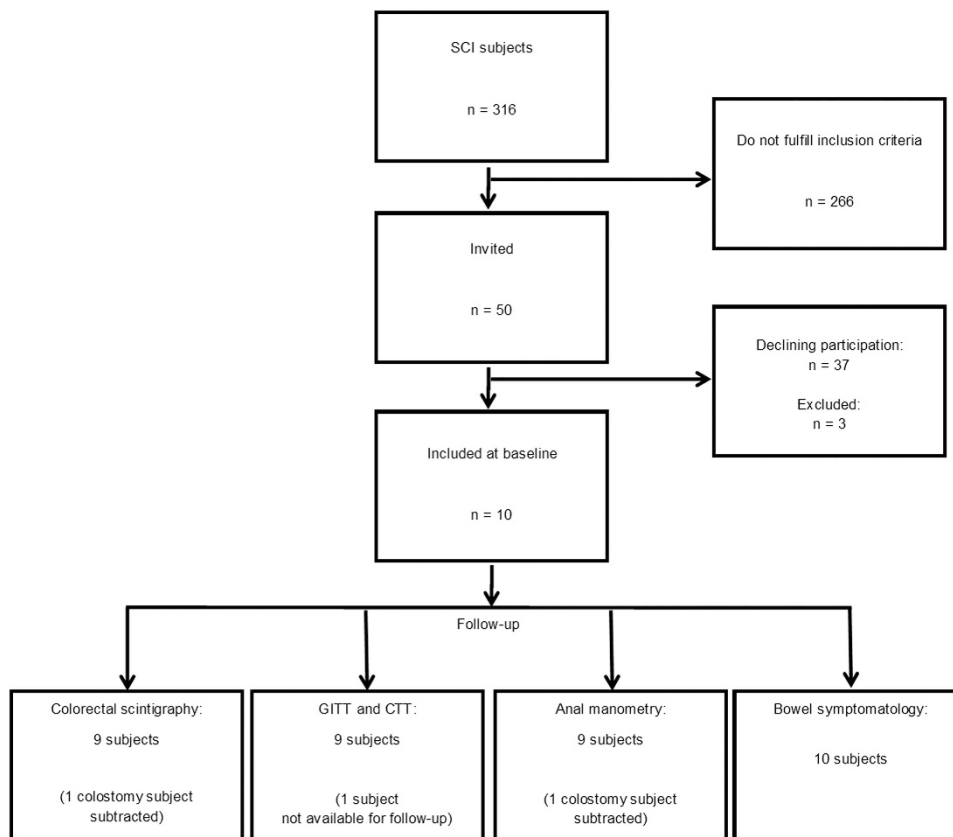 SCI subjects
n = 316
Do not fulfill inclusion criteria
n = 266
Invited
n = 50
Declining participation:
n = 37
Excluded:
n = 3
Included at baseline
n = 10
Follow-up
Colorectal scintigraphy:
9 subjects
(1 colostomy subject
subtracted)
GITT and CTT:
9 subjects
(1 subject
not available for follow-up)
Anal manometry:
9 subjects
(1 colostomy subject
subtracted)
Bowel symptomatology:
10 subjects